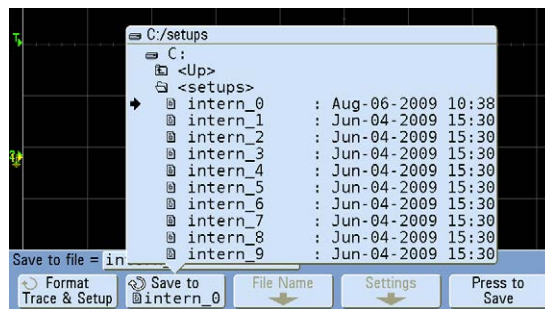 C:/setups
C:
<Up>
<setups>
intern_0 : Aug-06-2009 10:38
intern_1 : Jun-04-2009 15:30
intern_2 : Jun-04-2009 15:30
intern_3 : Jun-04-2009 15:30
intern_4 : Jun-04-2009 15:30
intern_5 : Jun-04-2009 15:30
intern_6 : Jun-04-2009 15:30
intern_7 : Jun-04-2009 15:30
intern_8 : Jun-04-2009 15:30
intern_9 : Jun-04-2009 15:30
Save to file = in
Format
Trace & Setup
Save to
intern_0
File Name
Settings
Press to
Save